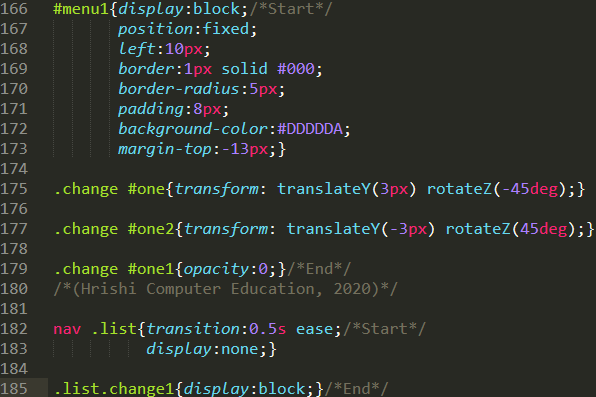 166 #menu1{display:block;/*Start*/
167 position:fixed;
168 left:10px;
169 border:1px solid #000;
170 border-radius:5px;
171 padding:8px;
172 background-color:#DDDDDA;
173 margin-top:-13px;}
174
175 .change #one{transform: translateY(3px) rotateZ(-45deg);}
176
177 .change #one2{transform: translateY(-3px) rotateZ(45deg);}
178
179 .change #one1{opacity:0;}/*End*/
180 /*(Hrishi Computer Education, 2020)*/
181
182 nav .list{transition:0.5s ease;/*Start*/
183 display:none;}
184
185 .list.change1{display:block;}/*End*/